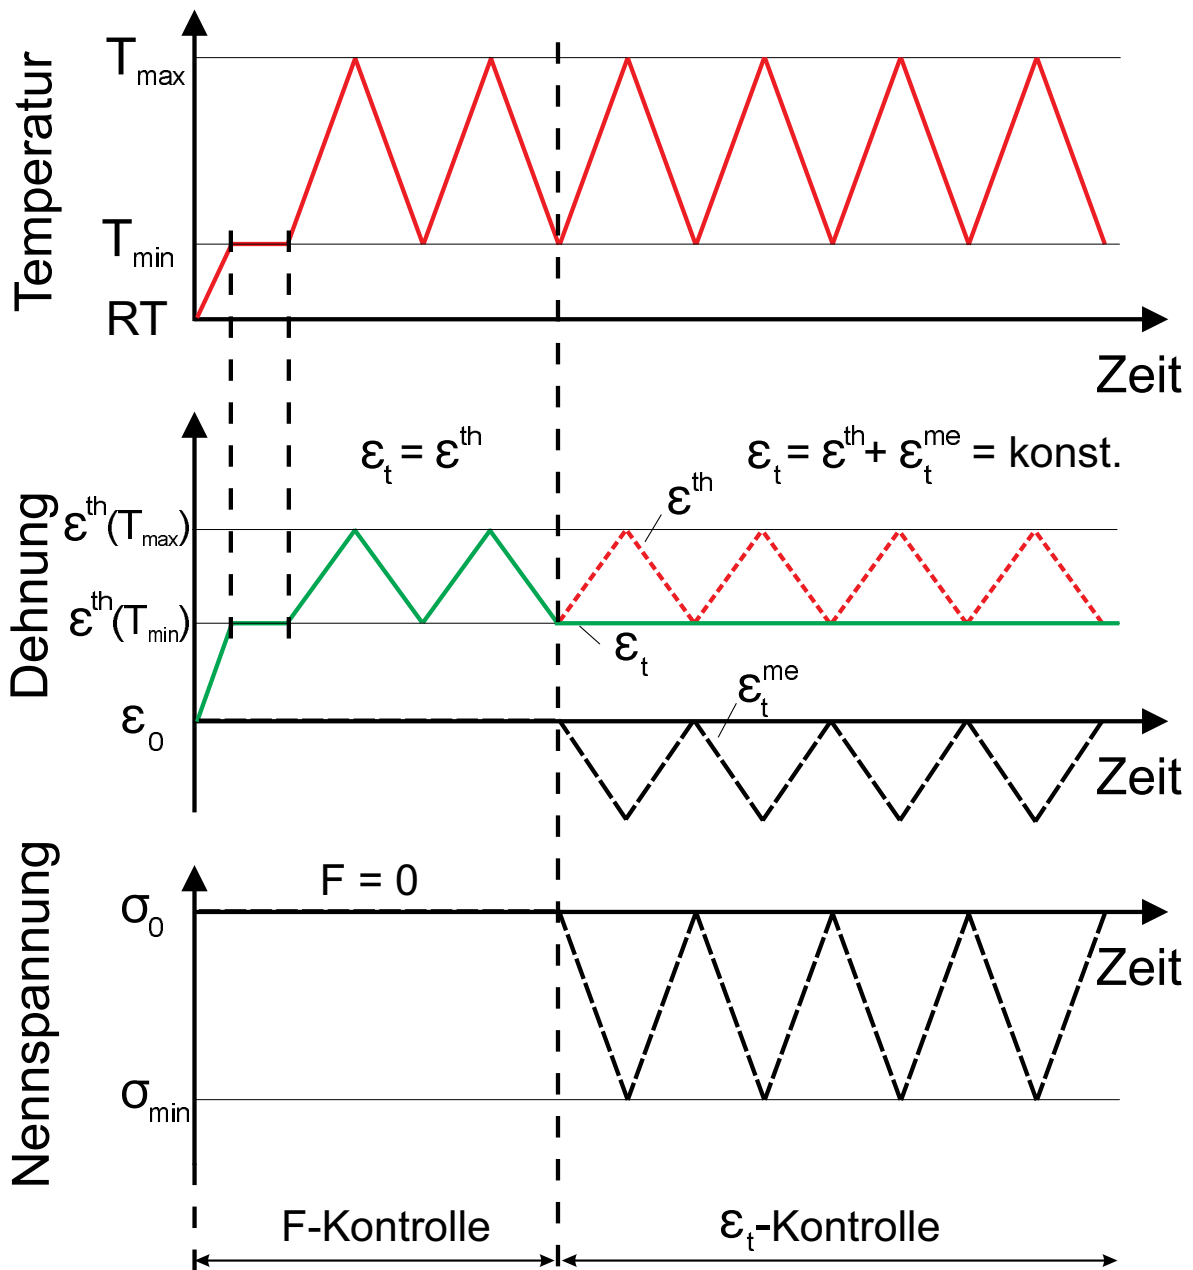 Temperatur
T_max
T_min
RT
Zeit
Dehnung
ε_t = ε^th
ε_t = ε^th + ε_t^me = konst.
ε^th(T_max)
ε^th
ε^th(T_min)
ε_t
ε_0
ε_t^me
Zeit
Nennspannung
F = 0
σ_0
Zeit
σ_min
F-Kontrolle
ε_t-Kontrolle